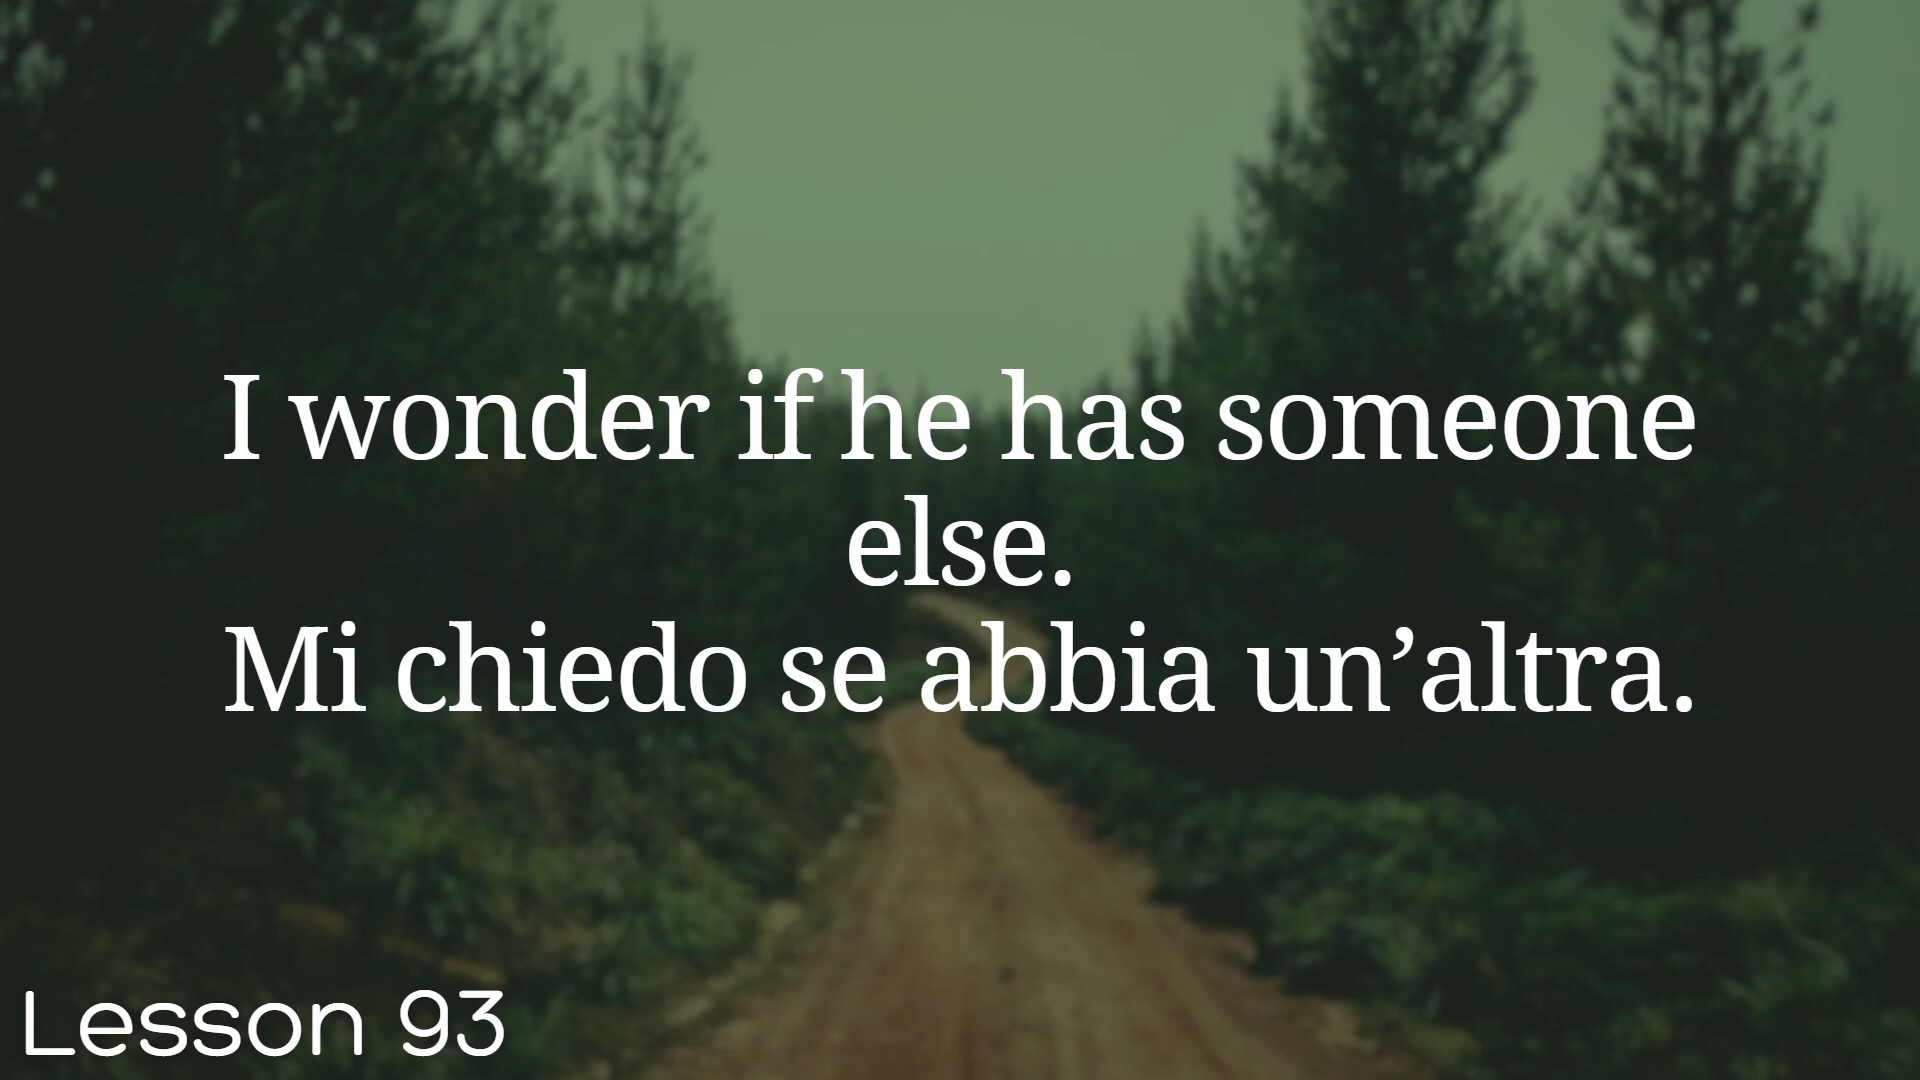 I wonder if he has someone
else.
Mi chiedo se abbia un’altra.
Lesson 93